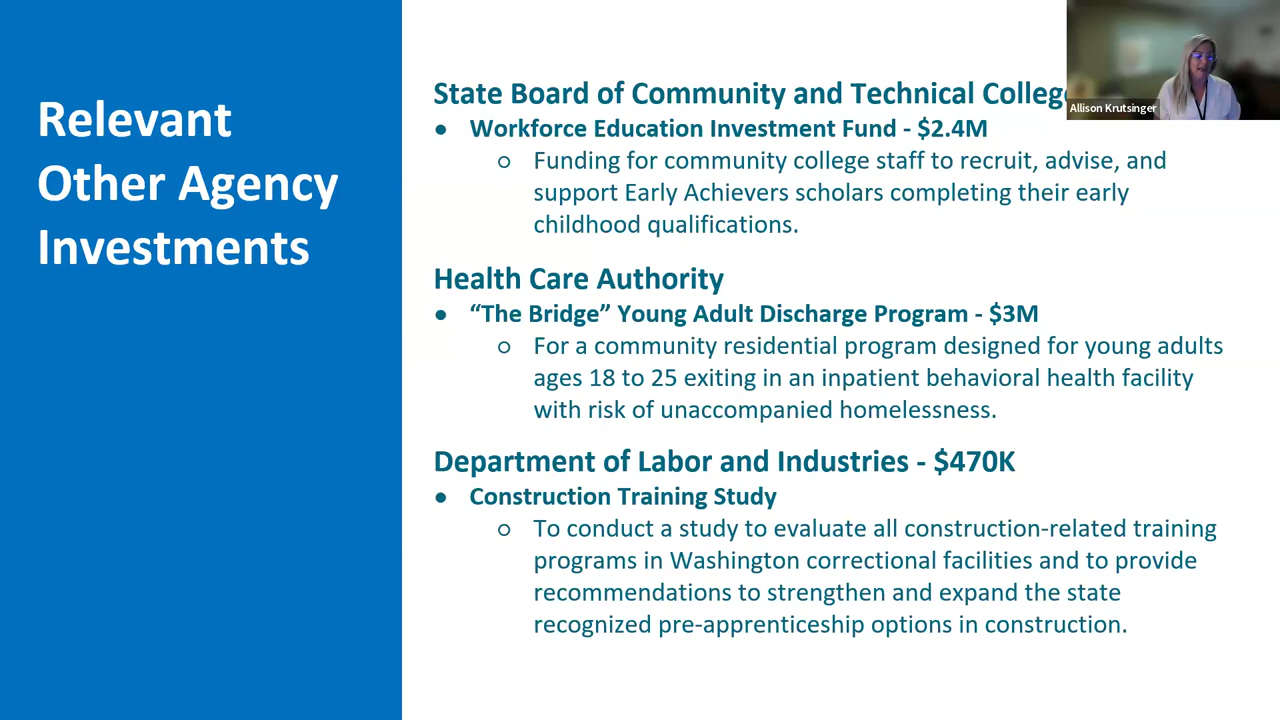 Relevant
Other Agency
Investments
State Board of Community and Technical
● Workforce Education Investment Fund - $2.4M
○ Funding for community college staff to recruit, advise, and
support Early Achievers scholars completing their early
childhood qualifications.
Health Care Authority
● “The Bridge” Young Adult Discharge Program - $3M
○ For a community residential program designed for young adults
ages 18 to 25 exiting in an inpatient behavioral health facility
with risk of unaccompanied homelessness.
Department of Labor and Industries - $470K
● Construction Training Study
○ To conduct a study to evaluate all construction-related training
programs in Washington correctional facilities and to provide
recommendations to strengthen and expand the state
recognized pre-apprenticeship options in construction.
Allison Krutsinger